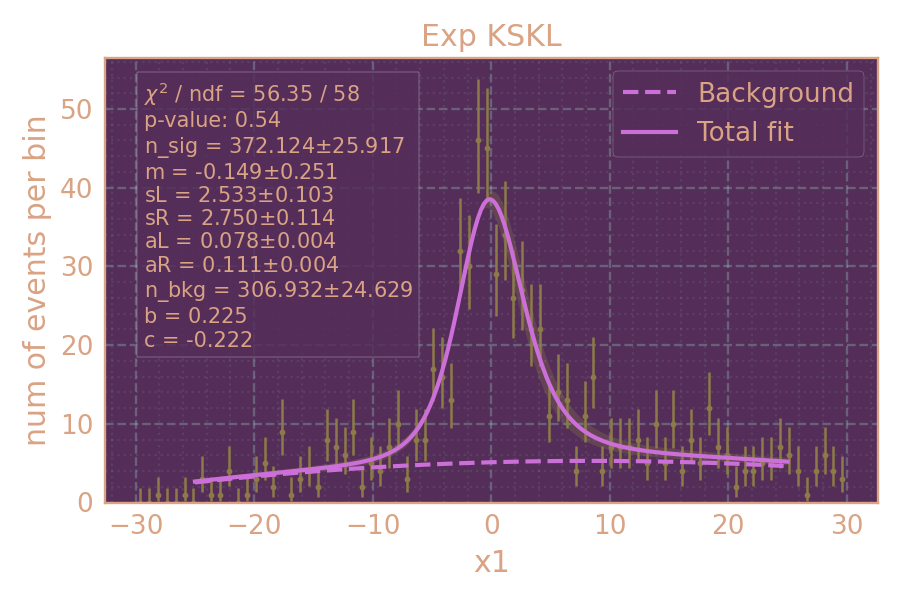 Exp KSKL
χ² / ndf = 56.35 / 58
p-value: 0.54
n_sig = 372.124±25.917
m = -0.149±0.251
sL = 2.533±0.103
sR = 2.750±0.114
aL = 0.078±0.004
aR = 0.111±0.004
n_bkg = 306.932±24.629
b = 0.225
c = -0.222
Background
Total fit
num of events per bin
50
40
30
20
10
0
−30 −20 −10 0 10 20 30
x1